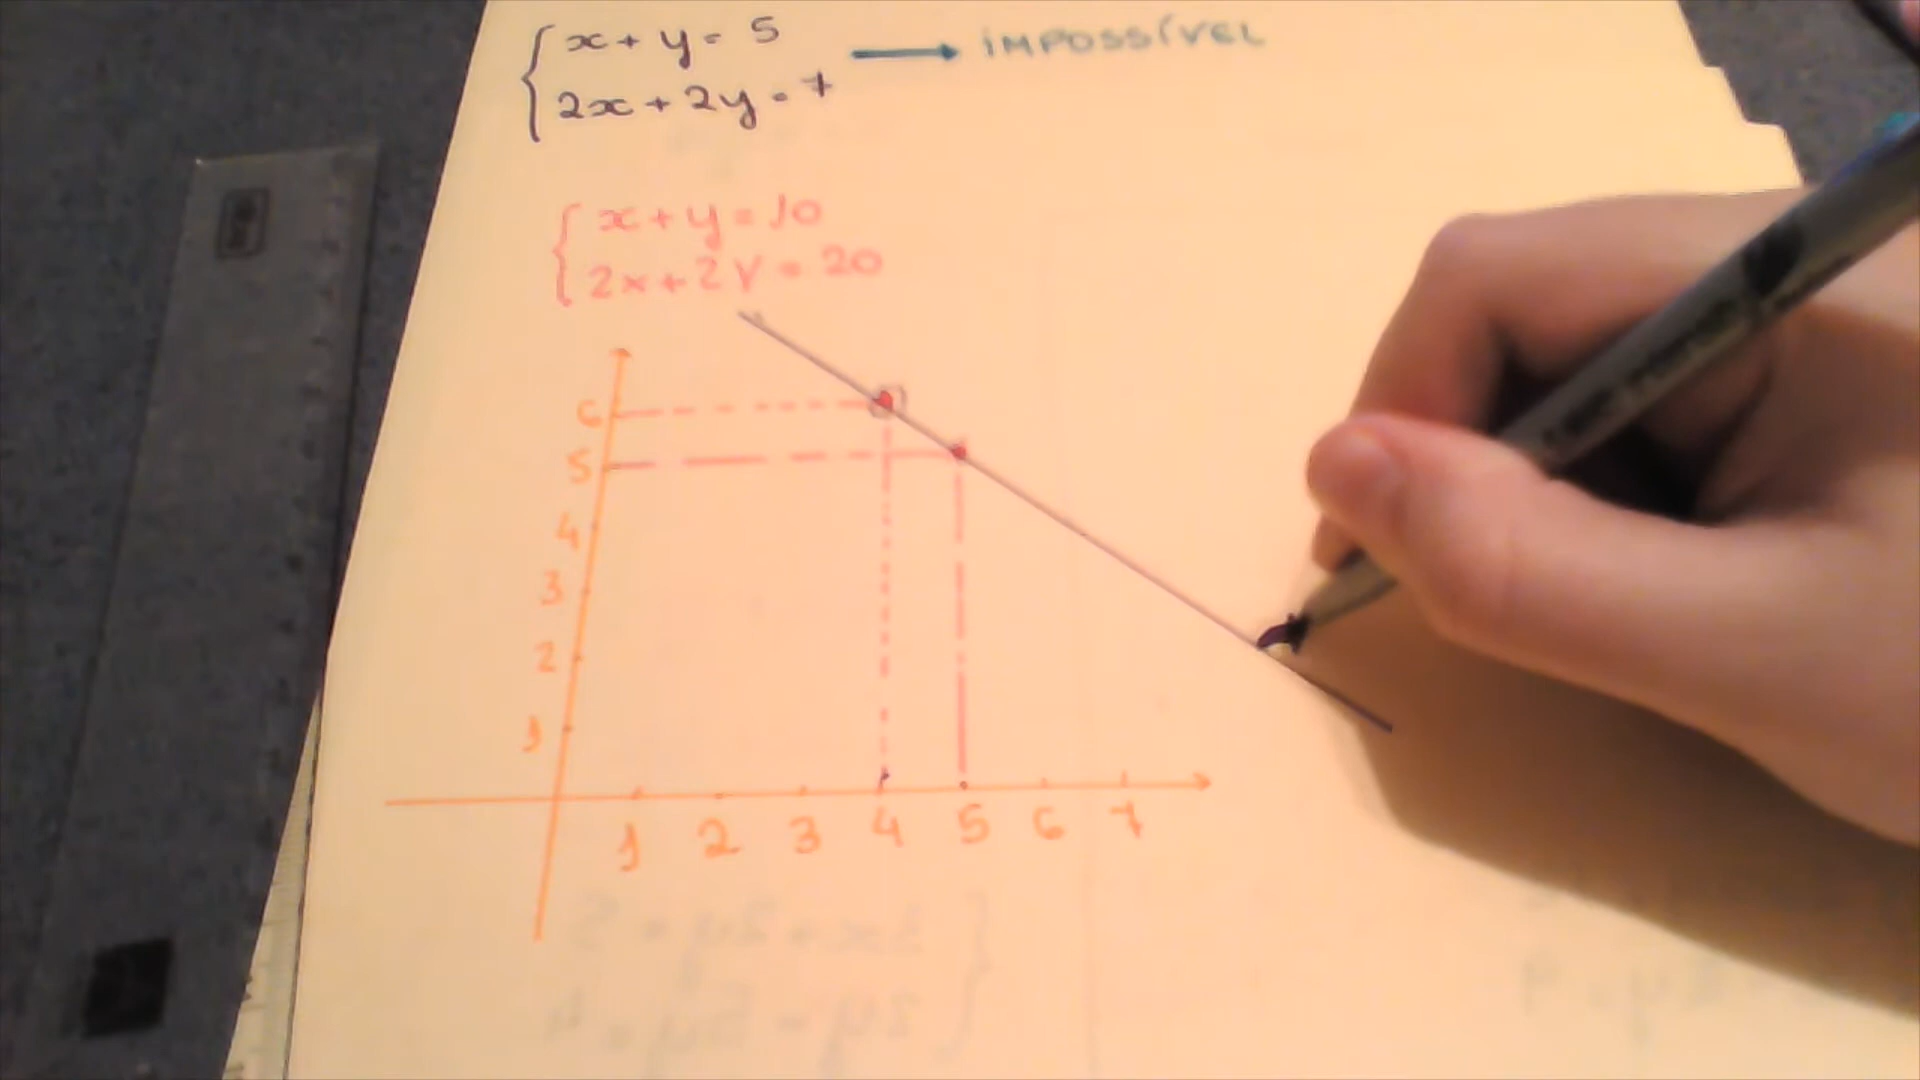 x + y = 5
IMPOSSÍVEL
2x + 2y = 7
x + y = 10
2x + 2y = 20
6
5
4
3
2
1
1 2 3 4 5 6 7